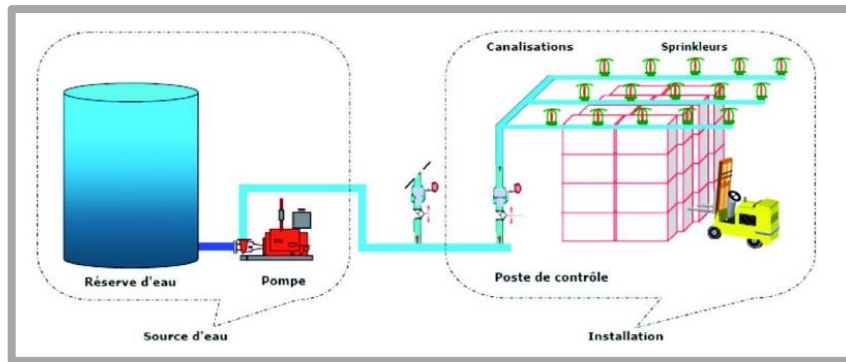 Canalisations
Sprinkleurs
Réserve d'eau
Pompe
Poste de contrôle
Source d'eau
Installation